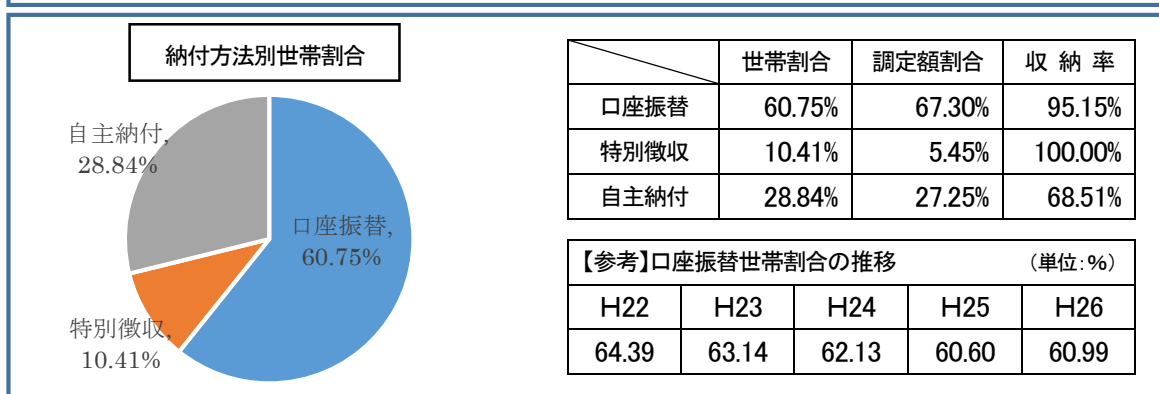 納付方法別世帯割合
自主納付,
28.84%
口座振替,
60.75%
特別徴収,
10.41%
世帯割合 調定額割合 収 納 率
口座振替 60.75% 67.30% 95.15%
特別徴収 10.41% 5.45% 100.00%
自主納付 28.84% 27.25% 68.51%
【参考】口座振替世帯割合の推移 (単位:%)
H22 H23 H24 H25 H26
64.39 63.14 62.13 60.60 60.99